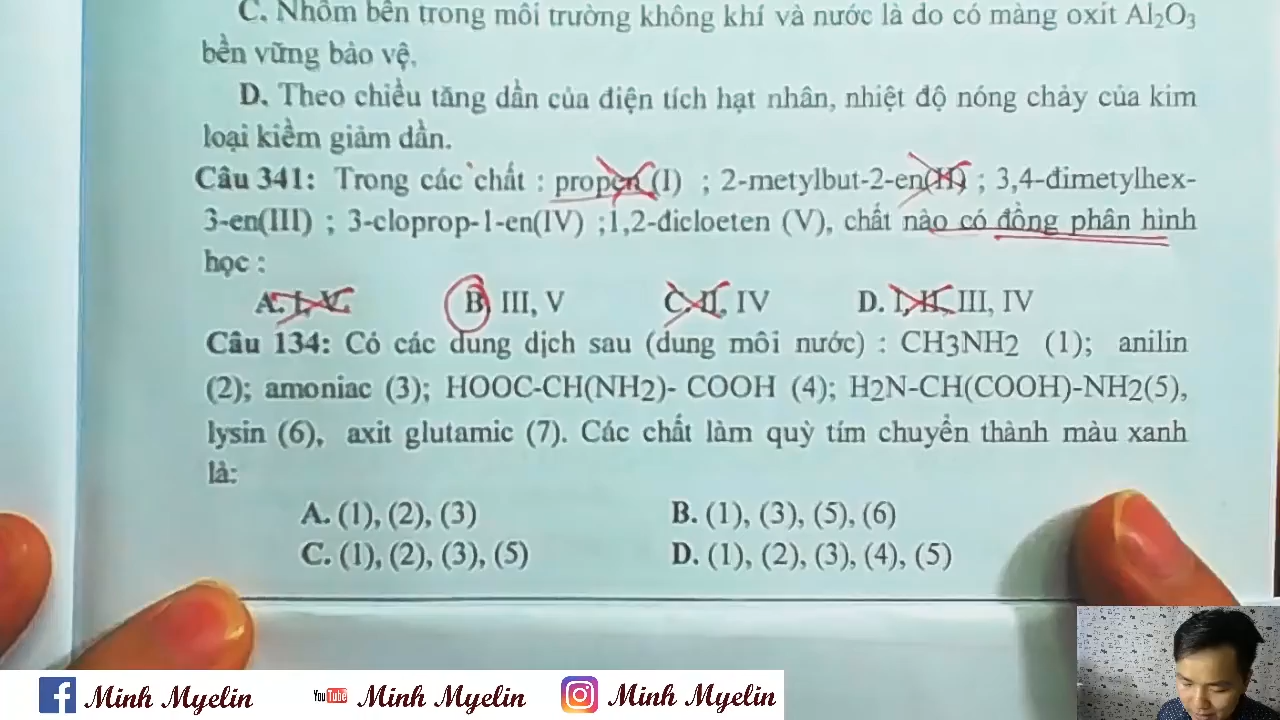 C. Nhôm bền trong môi trường không khí và nước là do có màng oxit Al₂O₃
bền vững bảo vệ.
D. Theo chiều tăng dần của điện tích hạt nhân, nhiệt độ nóng chảy của kim
loại kiềm giảm dần.
Câu 341: Trong các chất : propen (I) ; 2-metylbut-2-en(II) ; 3,4-đimetylhex-
3-en(III) ; 3-cloprop-1-en(IV) ;1,2-đicloeten (V), chất nào có đồng phân hình
học :
A. I, V. B. III, V C. II, IV D. I, II, III, IV
Câu 134: Có các dung dịch sau (dung môi nước) : CH3NH2 (1); anilin
(2); amoniac (3); HOOC-CH(NH2)- COOH (4); H2N-CH(COOH)-NH2(5),
lysin (6), axit glutamic (7). Các chất làm quỳ tím chuyển thành màu xanh
là:
A. (1), (2), (3) B. (1), (3), (5), (6)
C. (1), (2), (3), (5) D. (1), (2), (3), (4), (5)
f Minh Myelin YouTube Minh Myelin Minh Myelin